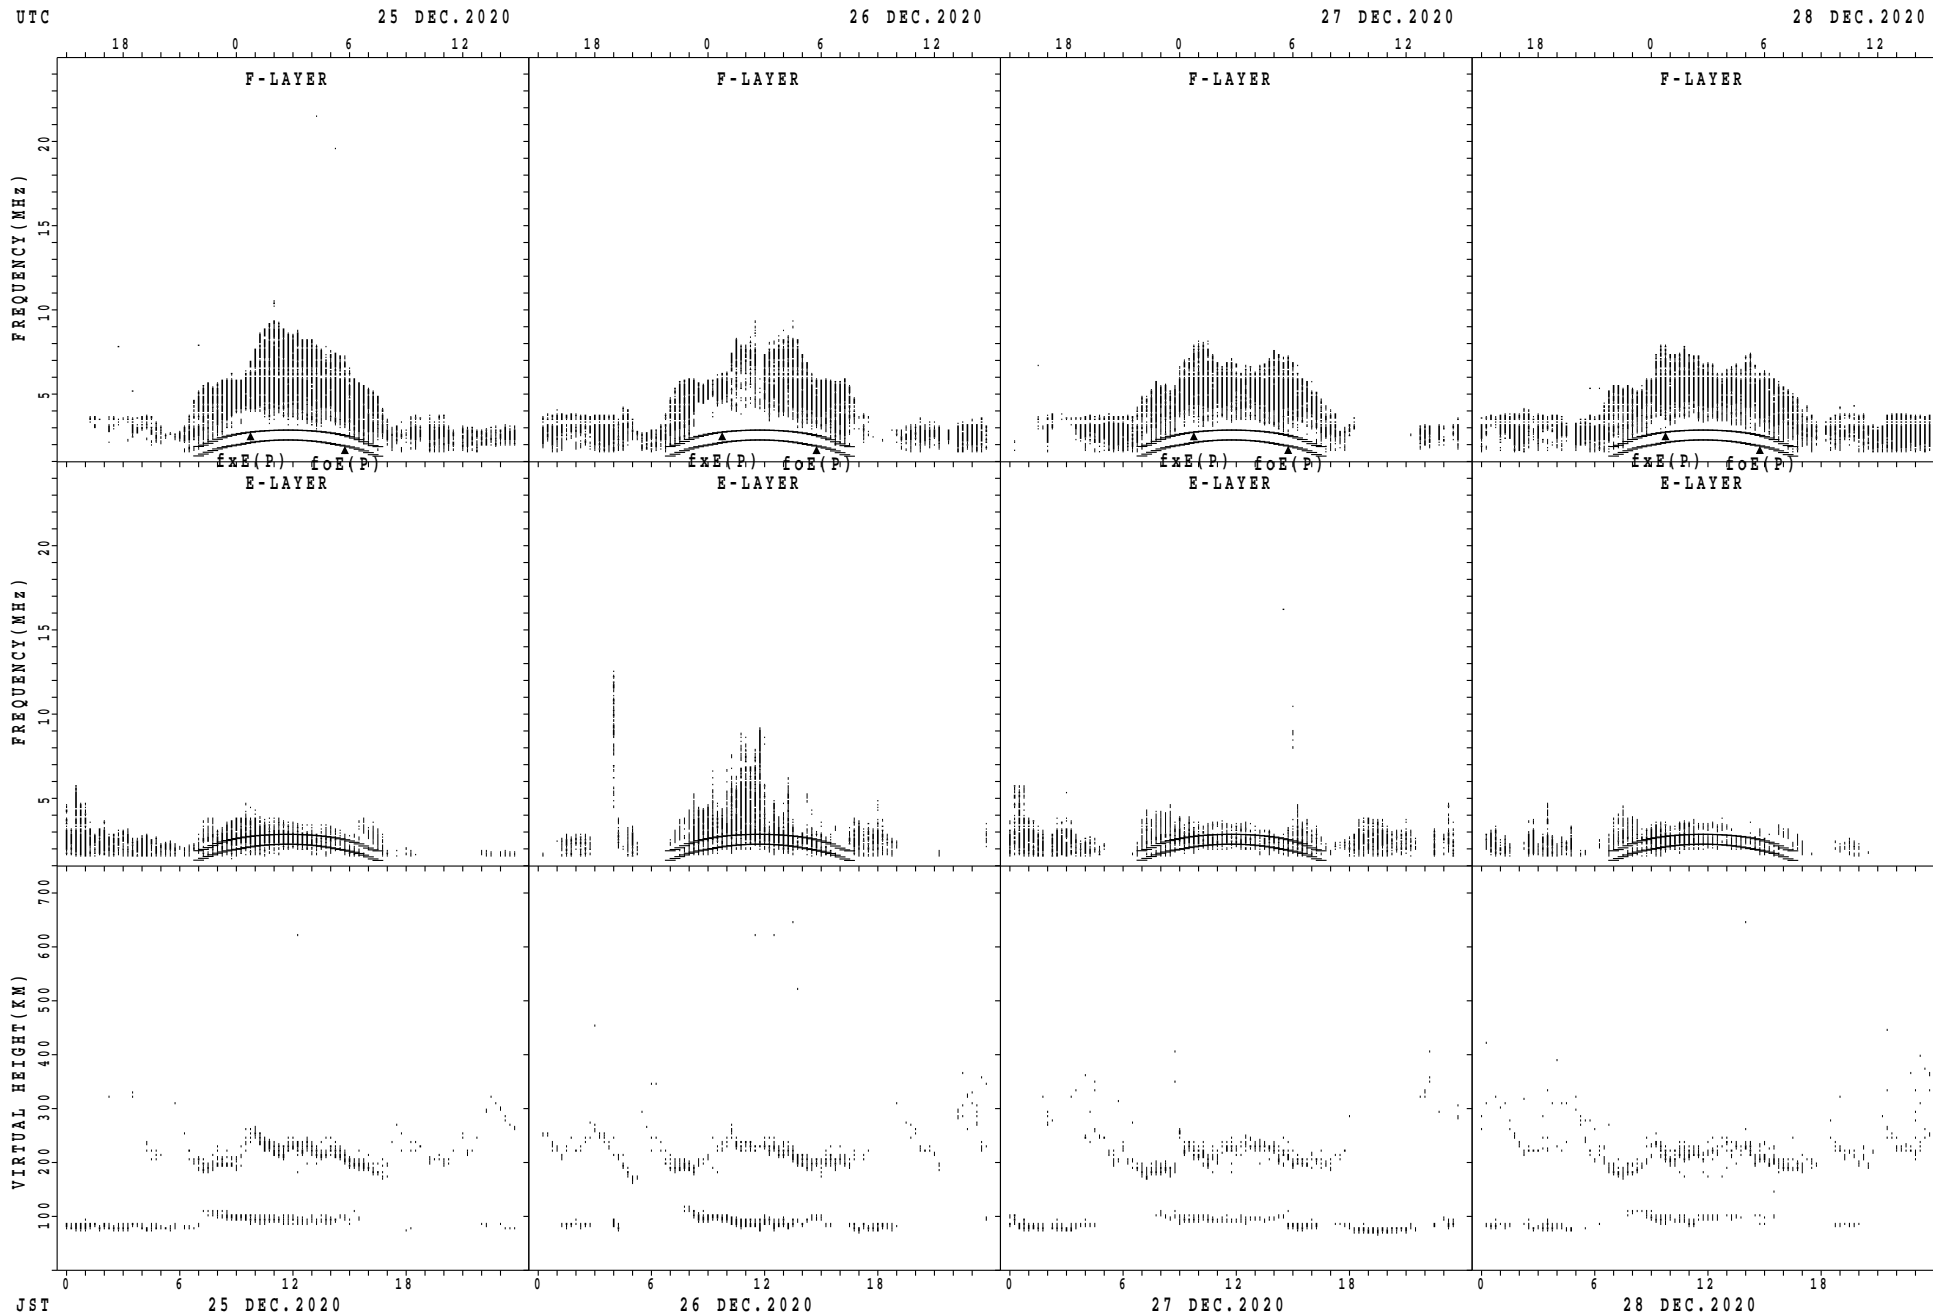 UTC 25 DEC.2020 26 DEC.2020 27 DEC.2020 28 DEC.2020
18 0 6 12 18 0 6 12 18 0 6 12 18 0 6 12
F-LAYER F-LAYER F-LAYER F-LAYER
FREQUENCY(MHz)
20
15
10
5
fxE(P) foE(P) fxE(P) foE(P) fxE(P) foE(P) fxE(P) foE(P)
E-LAYER E-LAYER E-LAYER E-LAYER
FREQUENCY(MHz)
20
15
10
5
VIRTUAL HEIGHT(KM)
700
600
500
400
300
200
100
0 6 12 18 0 6 12 18 0 6 12 18 0 6 12 18
JST 25 DEC.2020 26 DEC.2020 27 DEC.2020 28 DEC.2020